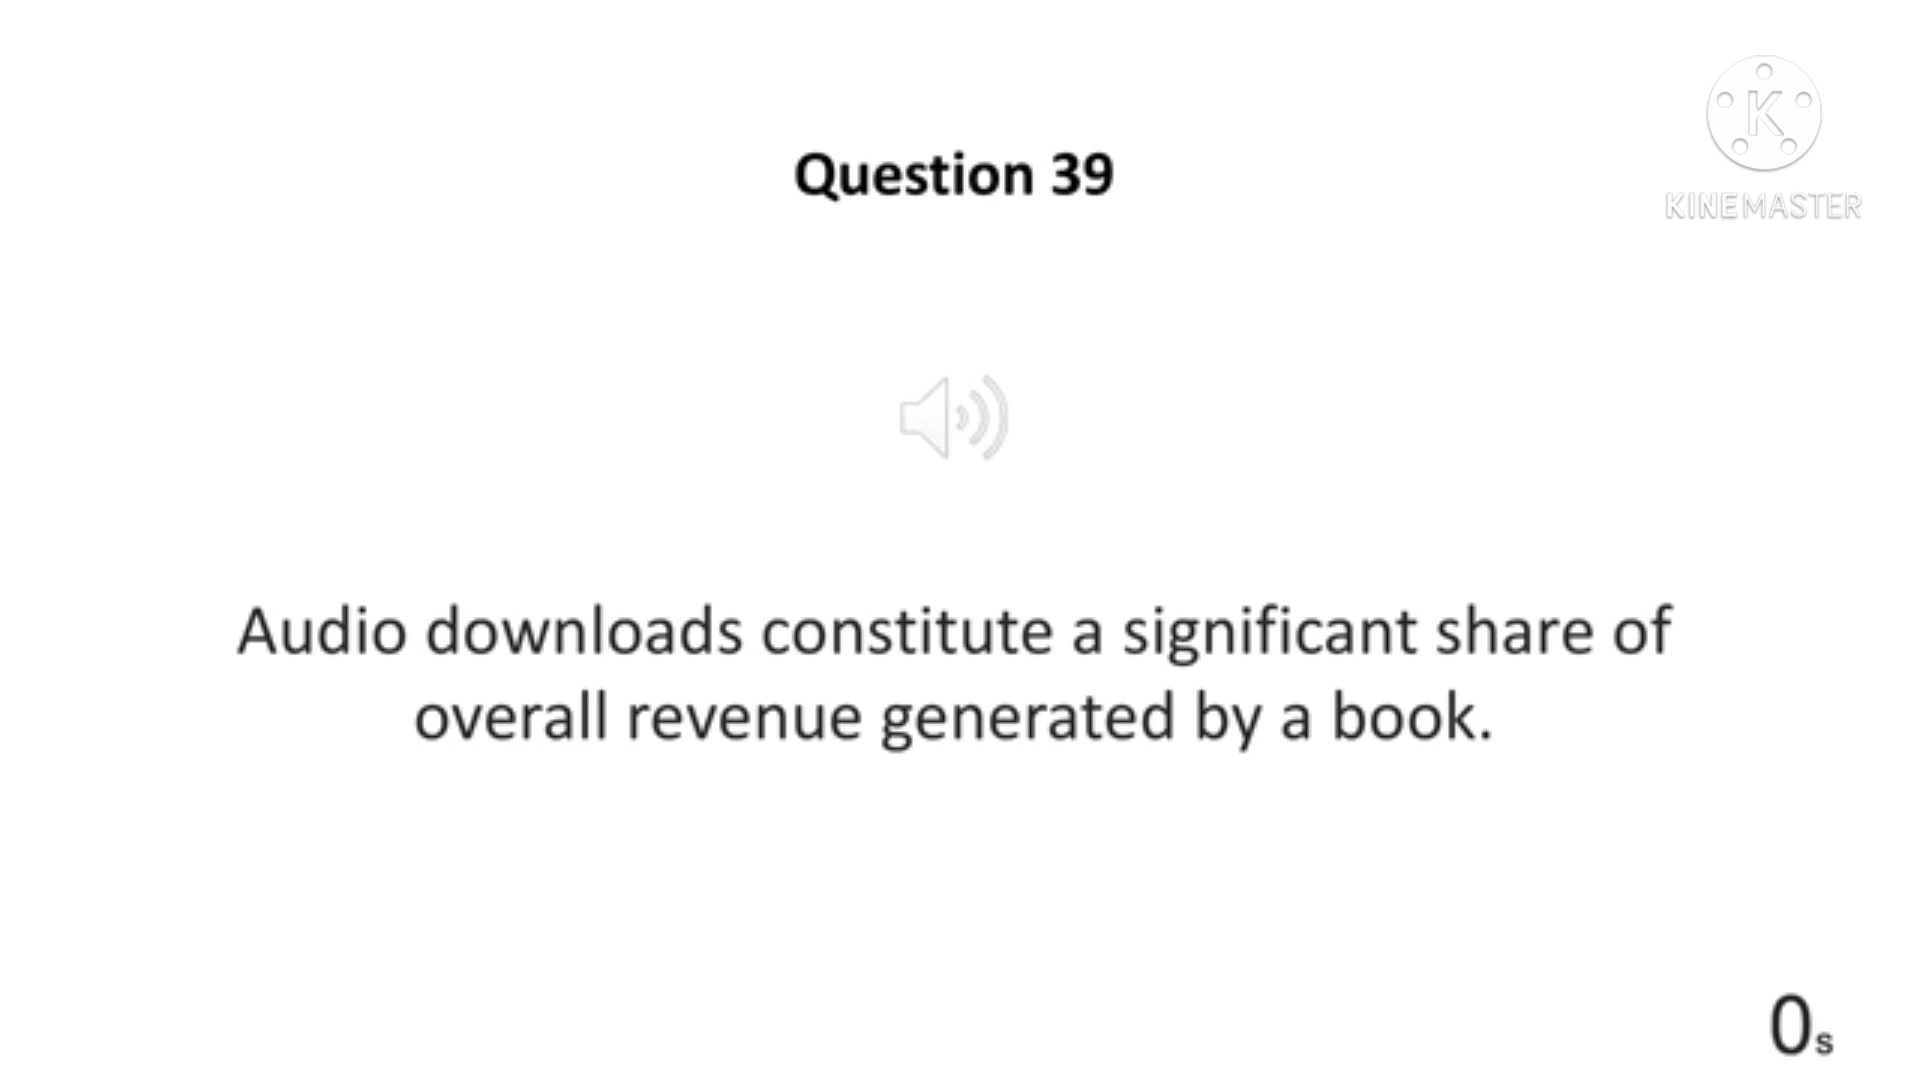 Question 39
K
KINEMASTER
Audio downloads constitute a significant share of
overall revenue generated by a book.
0s